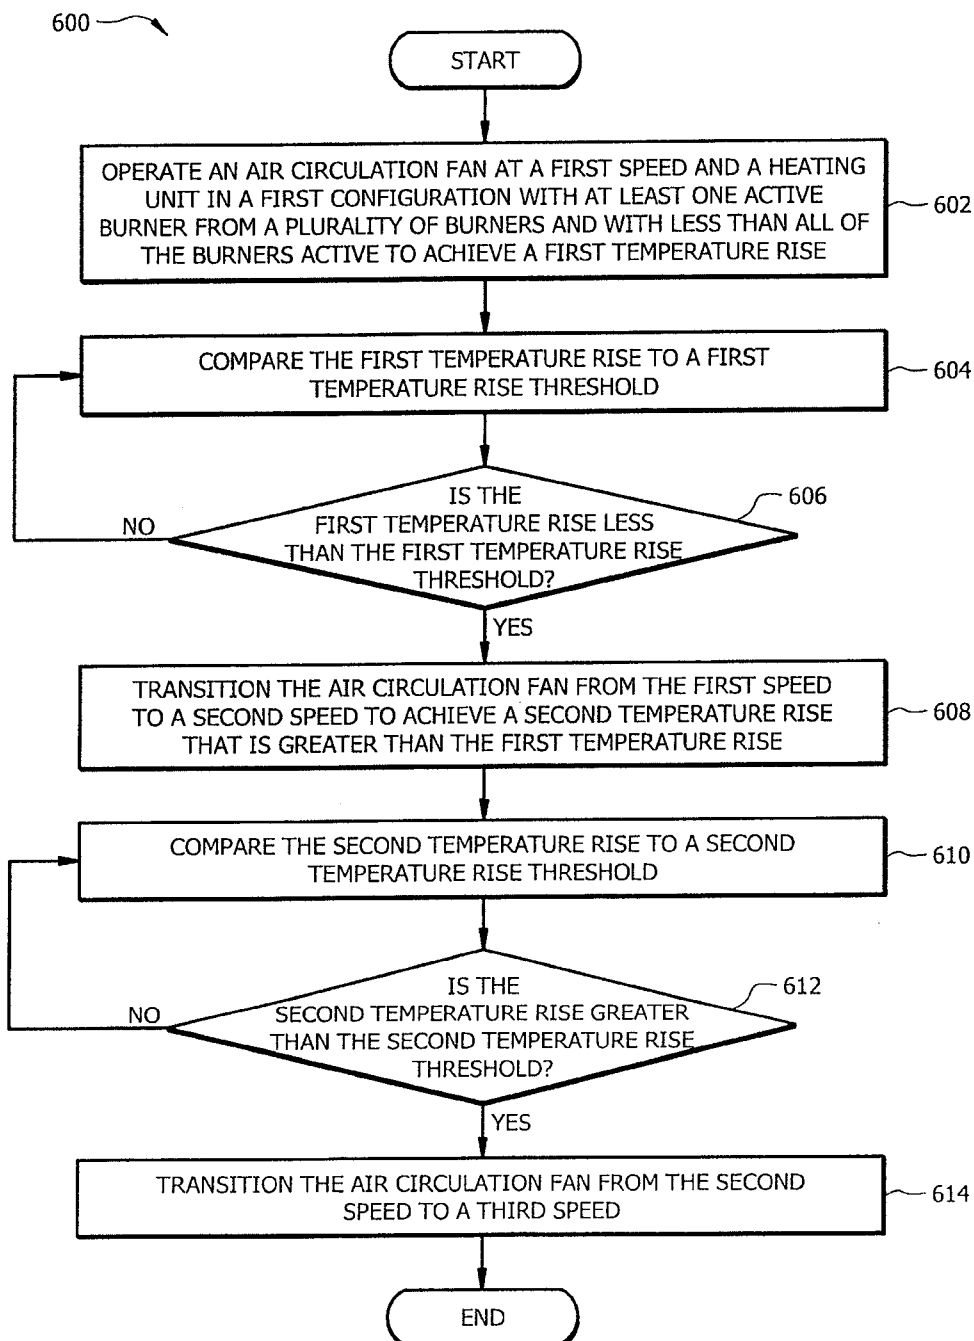 600
START
OPERATE AN AIR CIRCULATION FAN AT A FIRST SPEED AND A HEATING
UNIT IN A FIRST CONFIGURATION WITH AT LEAST ONE ACTIVE
BURNER FROM A PLURALITY OF BURNERS AND WITH LESS THAN ALL OF
THE BURNERS ACTIVE TO ACHIEVE A FIRST TEMPERATURE RISE
602
COMPARE THE FIRST TEMPERATURE RISE TO A FIRST
TEMPERATURE RISE THRESHOLD
604
IS THE
FIRST TEMPERATURE RISE LESS
THAN THE FIRST TEMPERATURE RISE
THRESHOLD?
606
NO
YES
TRANSITION THE AIR CIRCULATION FAN FROM THE FIRST SPEED
TO A SECOND SPEED TO ACHIEVE A SECOND TEMPERATURE RISE
THAT IS GREATER THAN THE FIRST TEMPERATURE RISE
608
COMPARE THE SECOND TEMPERATURE RISE TO A SECOND
TEMPERATURE RISE THRESHOLD
610
IS THE
SECOND TEMPERATURE RISE GREATER
THAN THE SECOND TEMPERATURE RISE
THRESHOLD?
612
NO
YES
TRANSITION THE AIR CIRCULATION FAN FROM THE SECOND
SPEED TO A THIRD SPEED
614
END